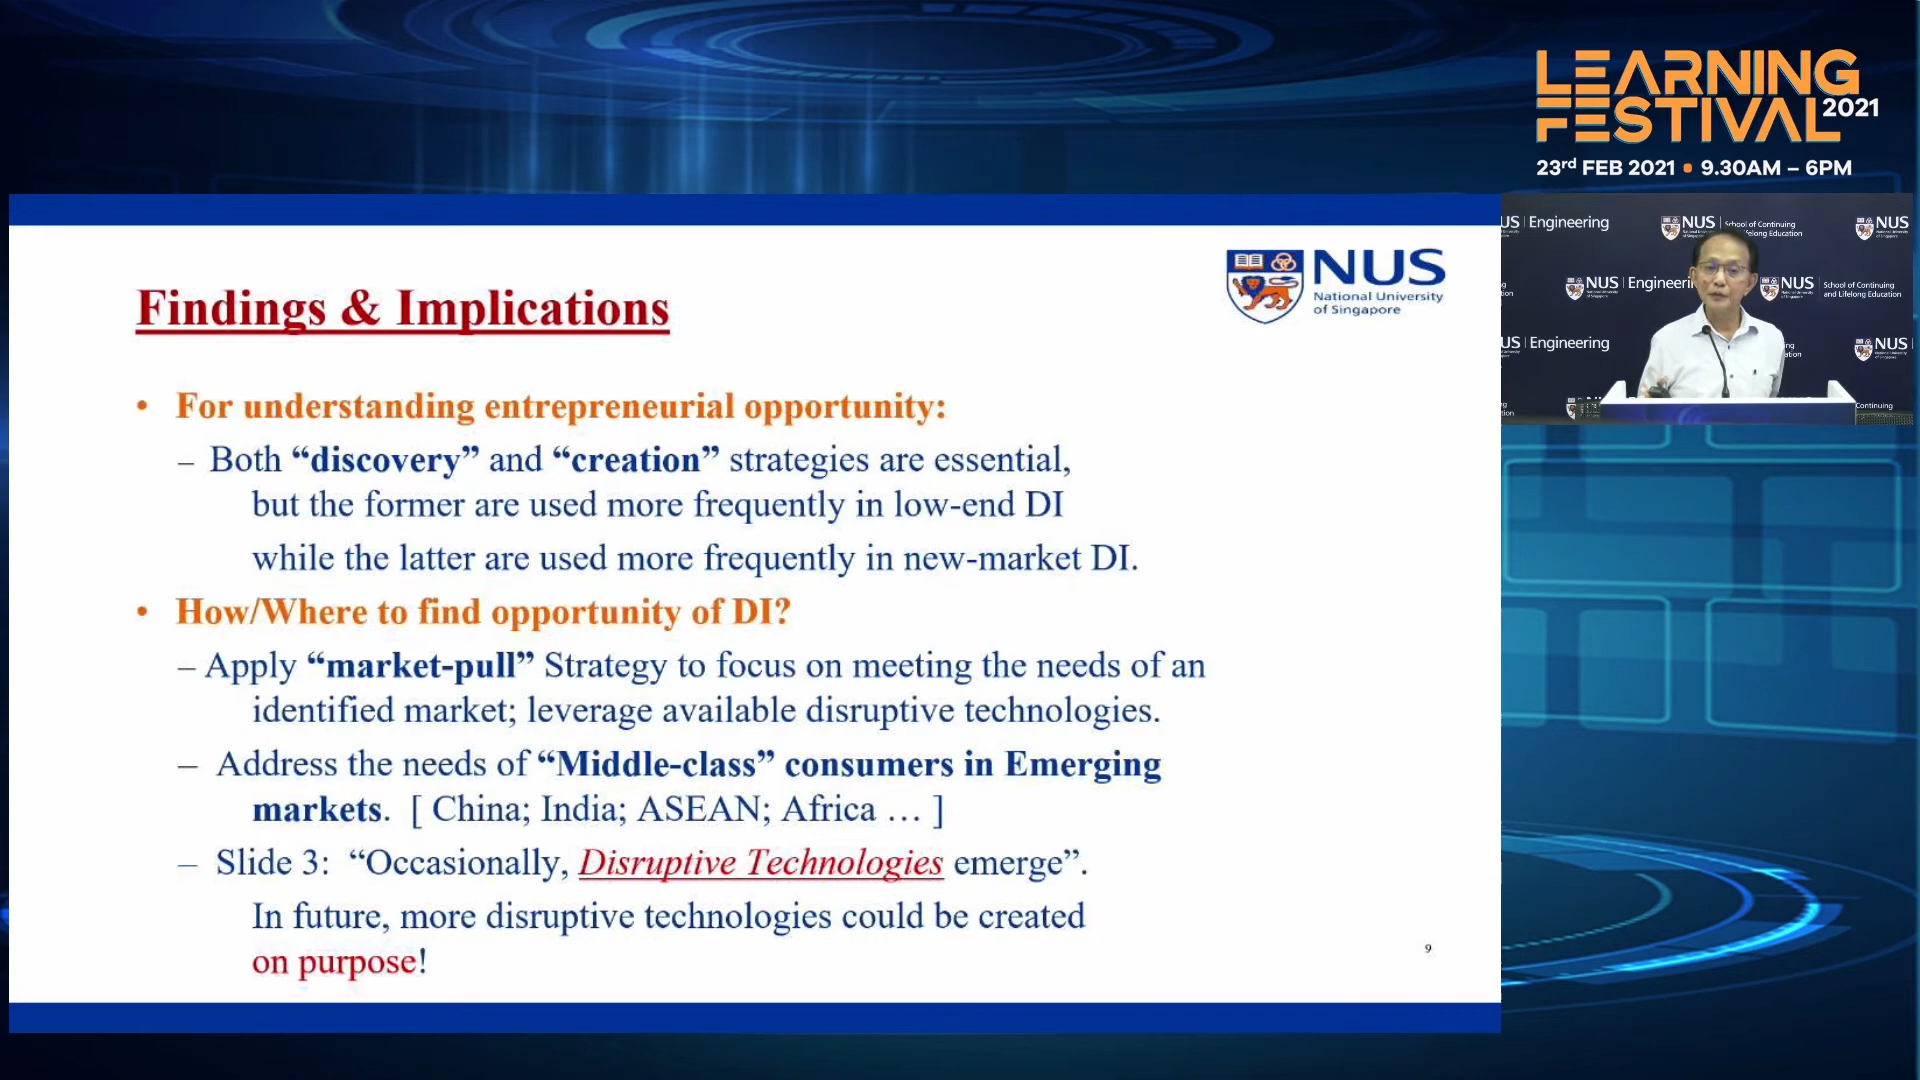 LEARNING
FESTIVAL 2021
23rd FEB 2021 • 9.30AM – 6PM
NUS
National University
of Singapore
Findings & Implications
• For understanding entrepreneurial opportunity:
– Both “discovery” and “creation” strategies are essential,
but the former are used more frequently in low-end DI
while the latter are used more frequently in new-market DI.
• How/Where to find opportunity of DI?
– Apply “market-pull” Strategy to focus on meeting the needs of an
identified market; leverage available disruptive technologies.
– Address the needs of “Middle-class” consumers in Emerging
markets. [ China; India; ASEAN; Africa … ]
– Slide 3: “Occasionally, Disruptive Technologies emerge”.
In future, more disruptive technologies could be created
on purpose!
9
US | Engineering
NUS | School of Continuing
NUS
NUS | Engineeri
NUS
School of Continuing
and Lifelong Education
US | Engineering
NUS
Continuing